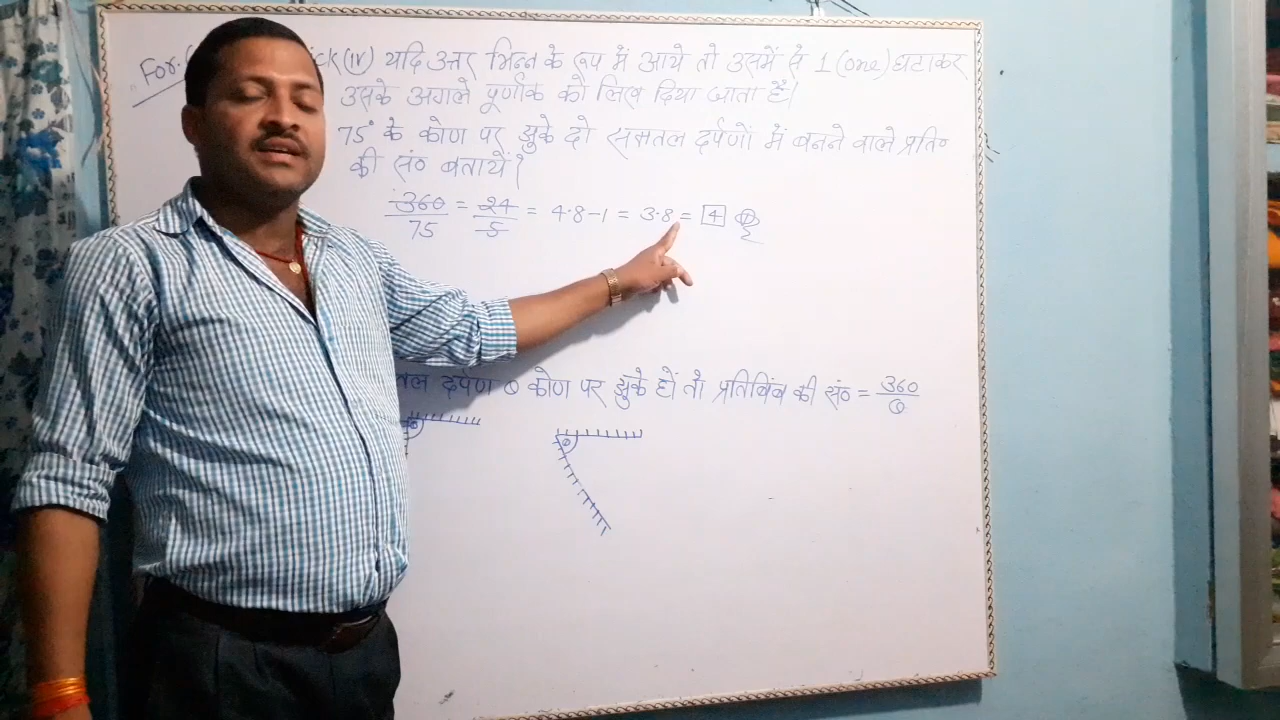 For.
ick (IV) यदि उत्तर भिन्न के रूप में आये तो उसमें से 1 (one) घटाकर
उसके अगले पूर्णांक को लिख दिया जाता है।
75° के कोण पर झुके दो समतल दर्पणों में बनने वाले प्रति०
की सं० बतायें?
360/75 = 24/5 = 4.8-1 = 3.8 = 4
तल दर्पण θ कोण पर झुके हों तो प्रतिबिंब की सं० = 360/θ
θ
θ